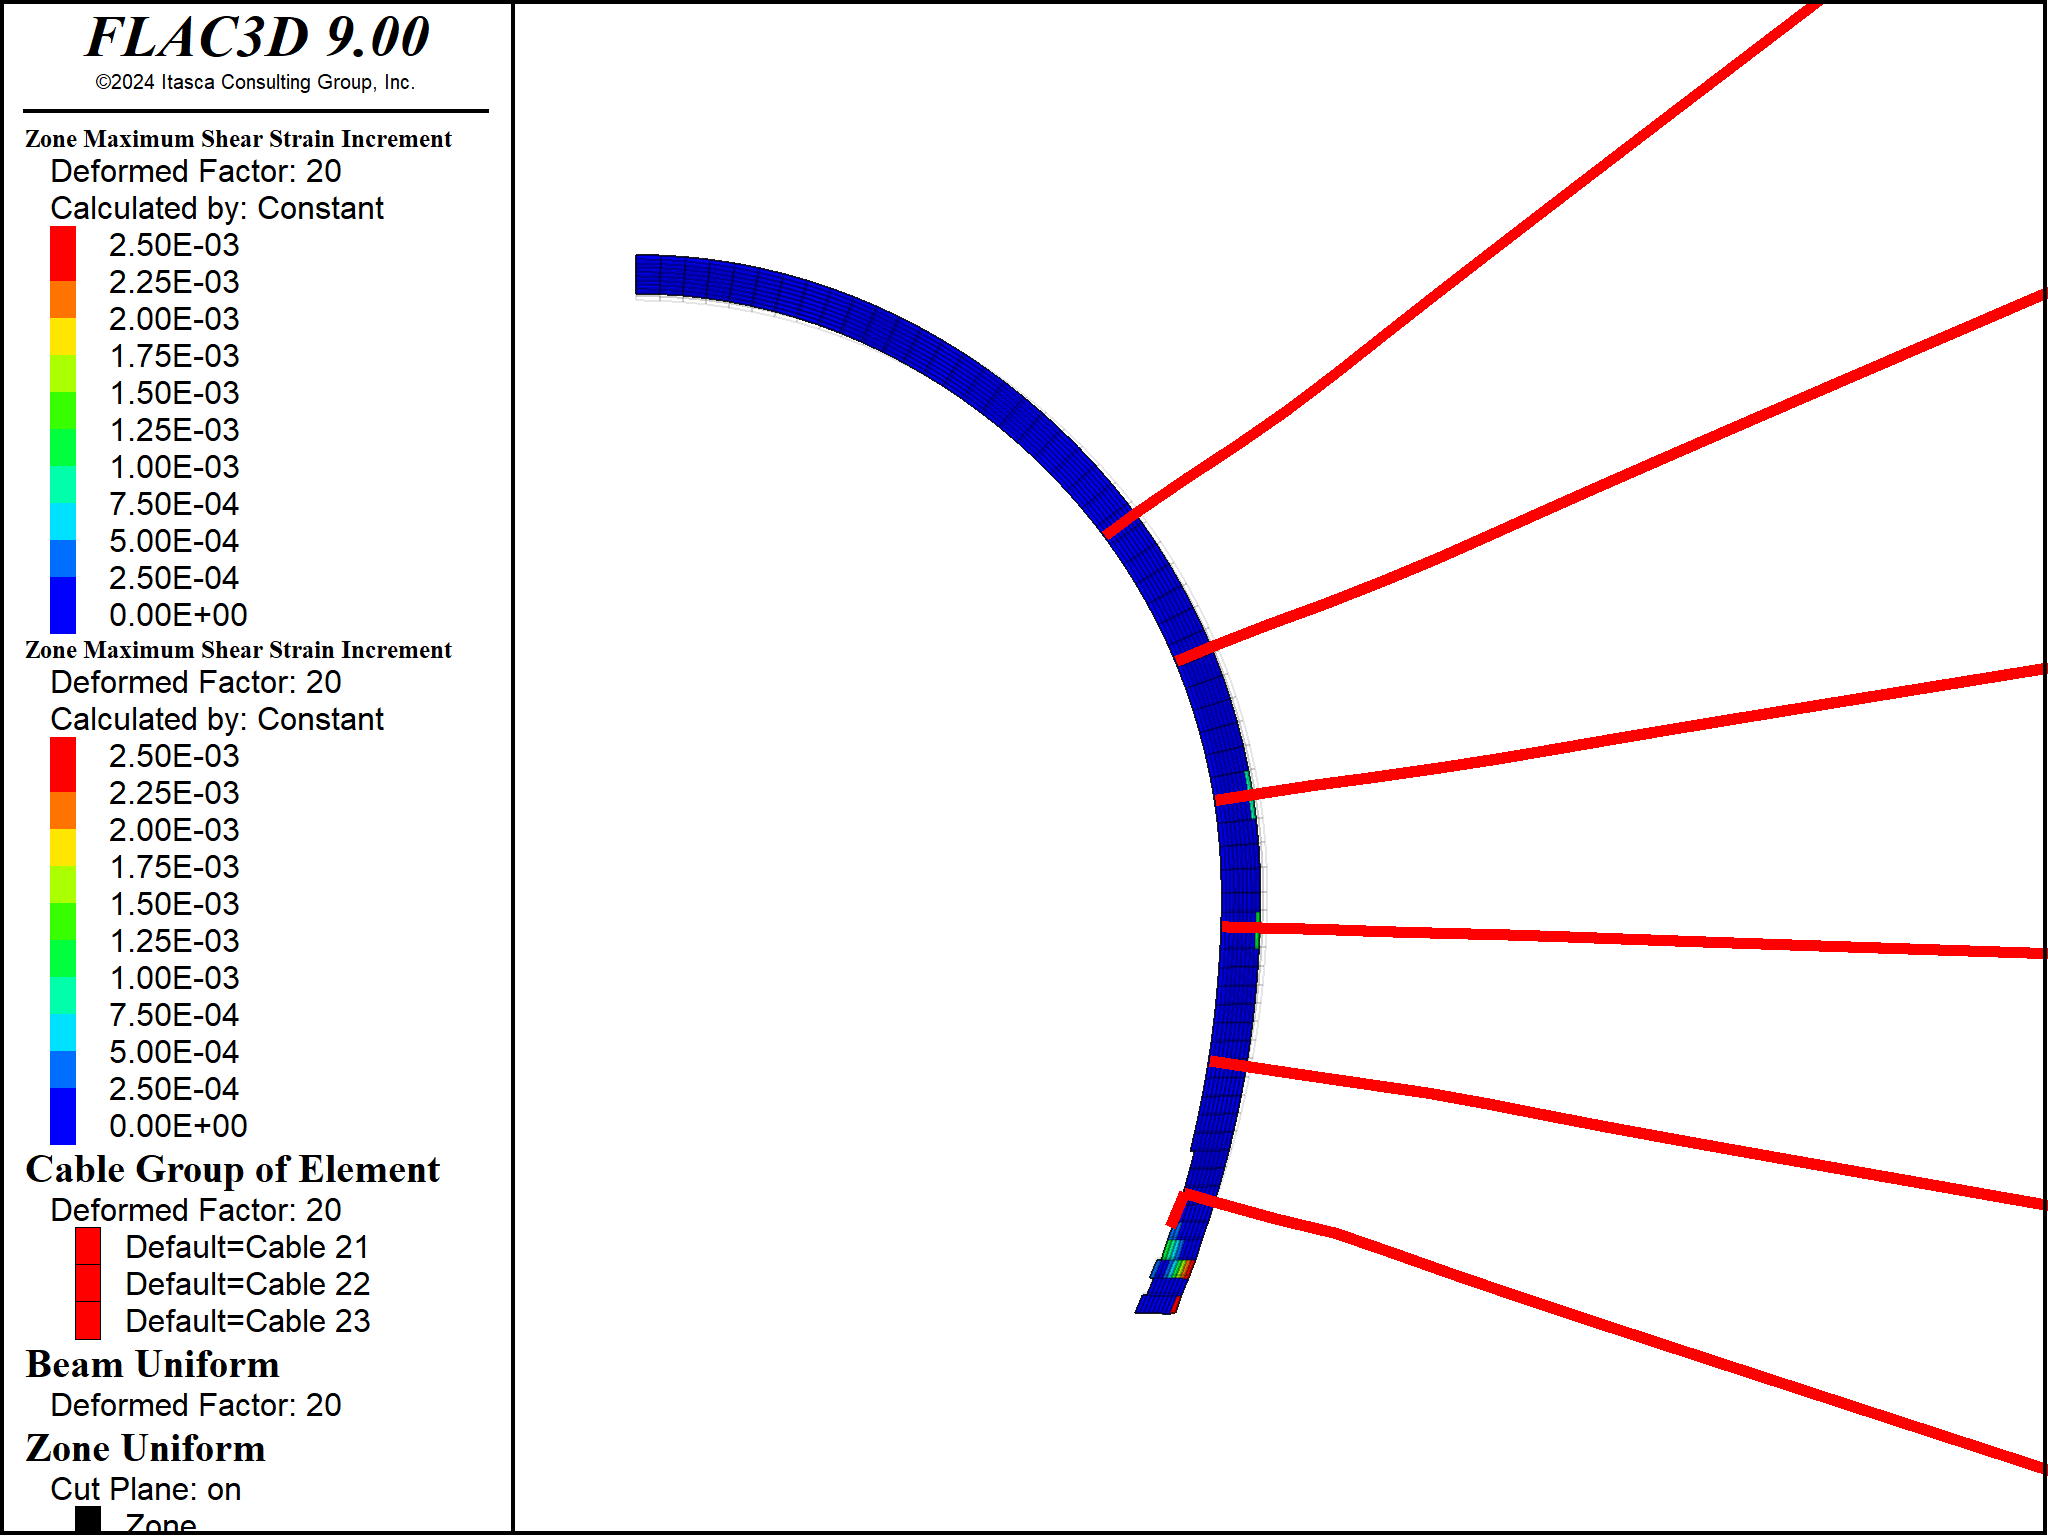 FLAC3D 9.00
©2024 Itasca Consulting Group, Inc.
Zone Maximum Shear Strain Increment
Deformed Factor: 20
Calculated by: Constant
2.50E-03
2.25E-03
2.00E-03
1.75E-03
1.50E-03
1.25E-03
1.00E-03
7.50E-04
5.00E-04
2.50E-04
0.00E+00
Zone Maximum Shear Strain Increment
Deformed Factor: 20
Calculated by: Constant
2.50E-03
2.25E-03
2.00E-03
1.75E-03
1.50E-03
1.25E-03
1.00E-03
7.50E-04
5.00E-04
2.50E-04
0.00E+00
Cable Group of Element
Deformed Factor: 20
Default=Cable 21
Default=Cable 22
Default=Cable 23
Beam Uniform
Deformed Factor: 20
Zone Uniform
Cut Plane: on
Zone